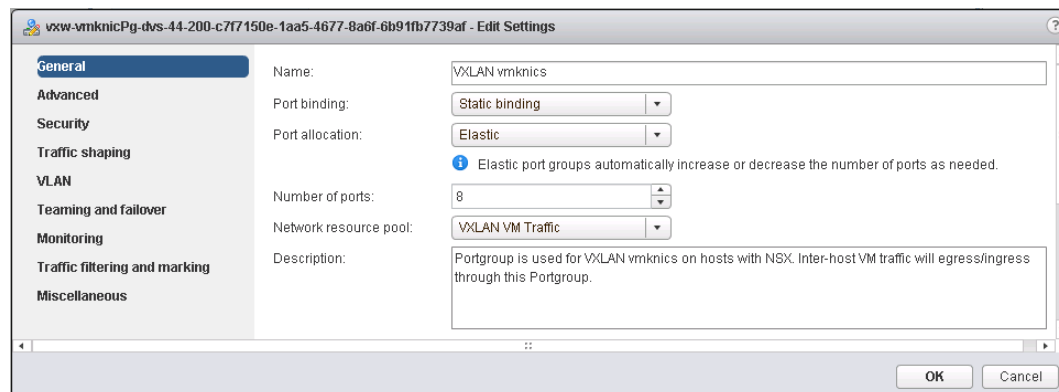 vxw-vmknicPg-dvs-44-200-c7f7150e-1aa5-4677-8a6f-6b91fb7739af - Edit Settings
?
General
Advanced
Security
Traffic shaping
VLAN
Teaming and failover
Monitoring
Traffic filtering and marking
Miscellaneous
Name: VXLAN vmknics
Port binding: Static binding
Port allocation: Elastic
Elastic port groups automatically increase or decrease the number of ports as needed.
Number of ports: 8
Network resource pool: VXLAN VM Traffic
Description: Portgroup is used for VXLAN vmknics on hosts with NSX. Inter-host VM traffic will egress/ingress
through this Portgroup.
OK Cancel